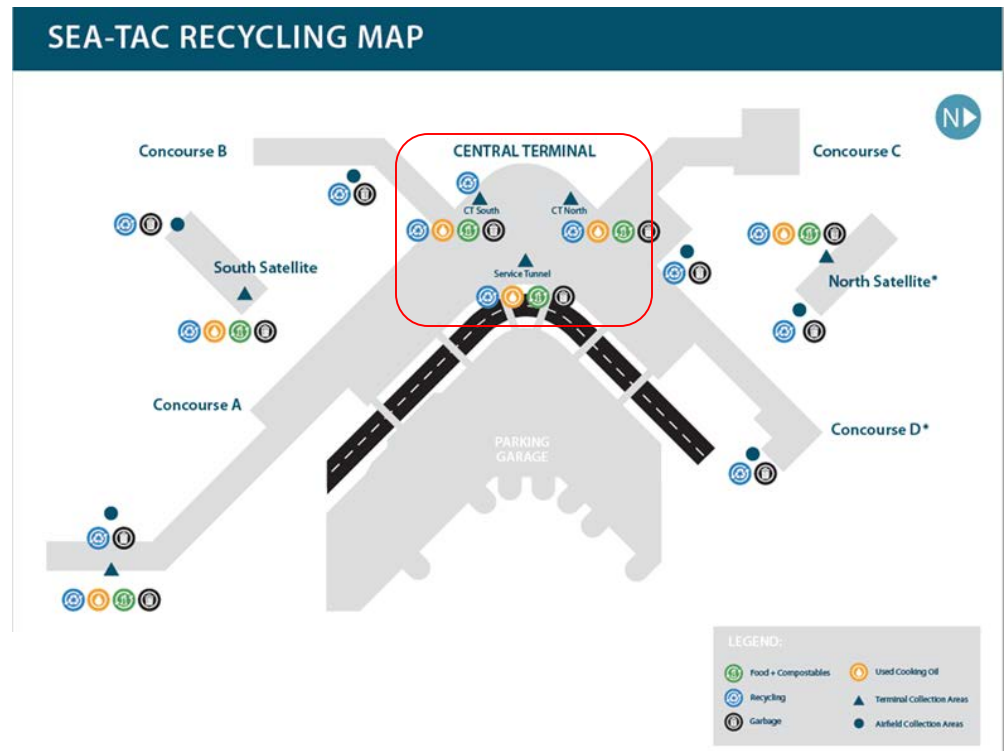 SEA-TAC RECYCLING MAP
N
Concourse B
CENTRAL TERMINAL
Concourse C
CT South
CT North
South Satellite
Service Tunnel
North Satellite*
Concourse A
Concourse D*
PARKING
GARAGE
LEGEND:
Food + Compostables
Used Cooking Oil
Recycling
Terminal Collection Areas
Garbage
Airfield Collection Areas